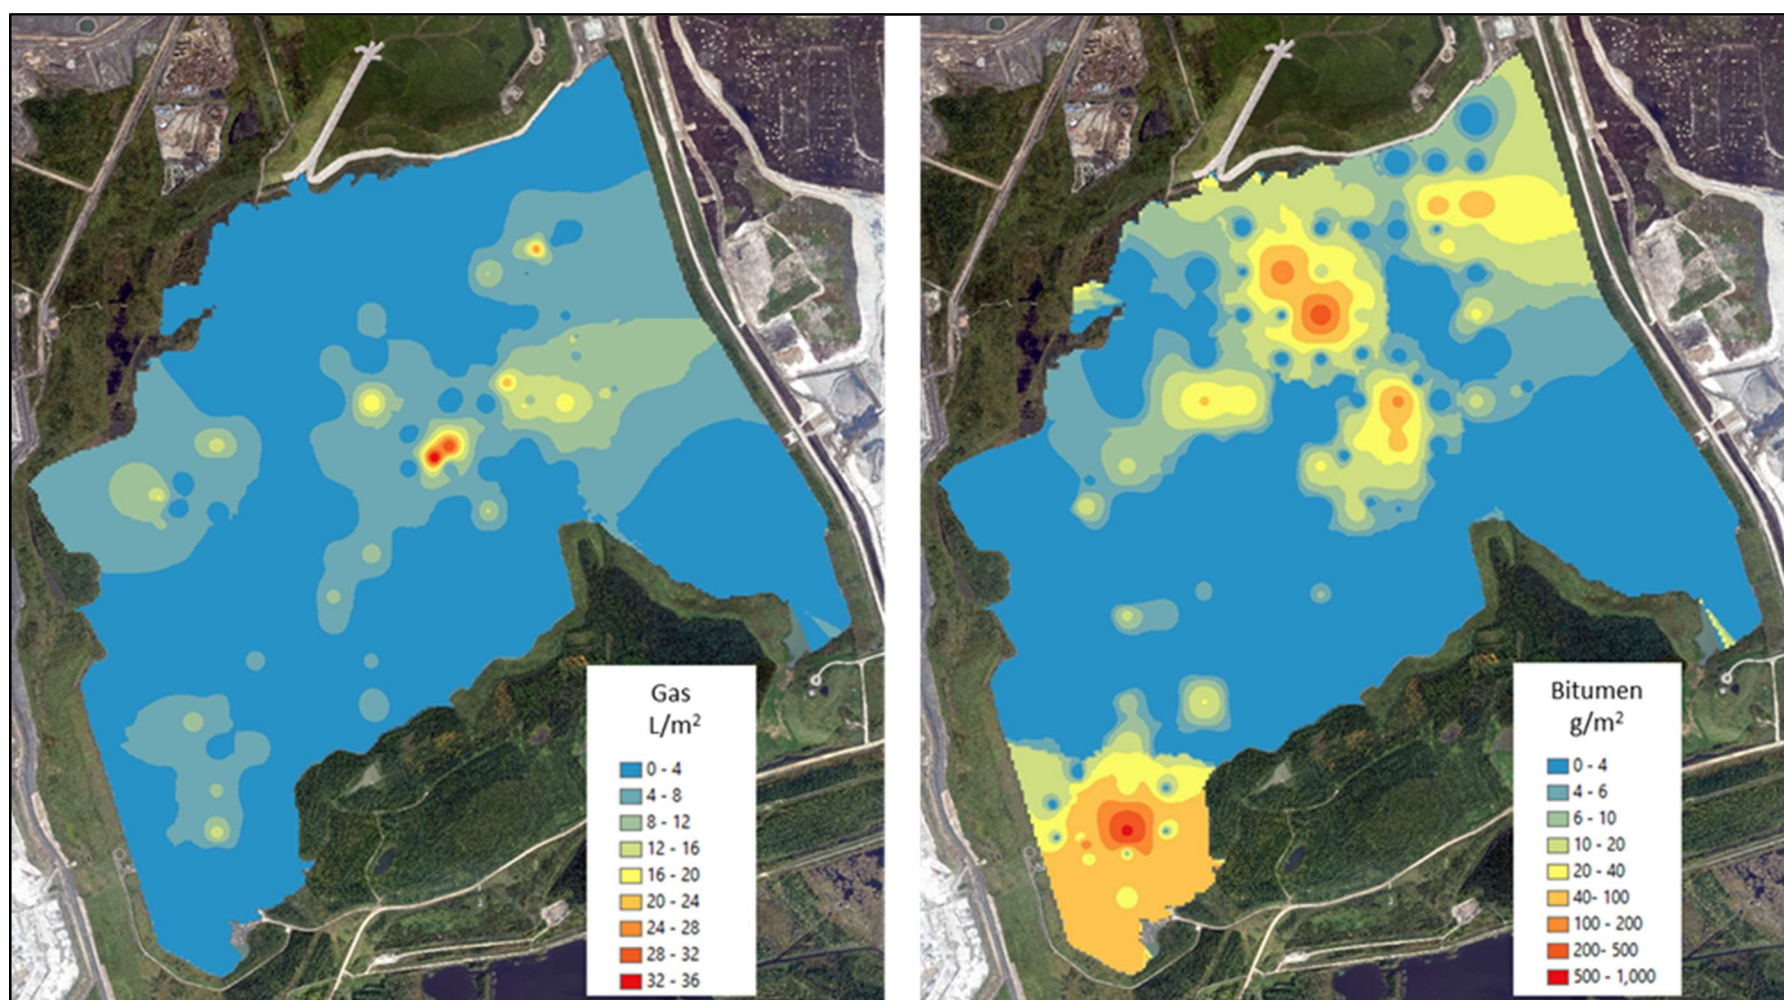 Gas
L/m²
0 - 4
4 - 8
8 - 12
12 - 16
16 - 20
20 - 24
24 - 28
28 - 32
32 - 36
Bitumen
g/m²
0 - 4
4 - 6
6 - 10
10 - 20
20 - 40
40- 100
100 - 200
200- 500
500 - 1,000